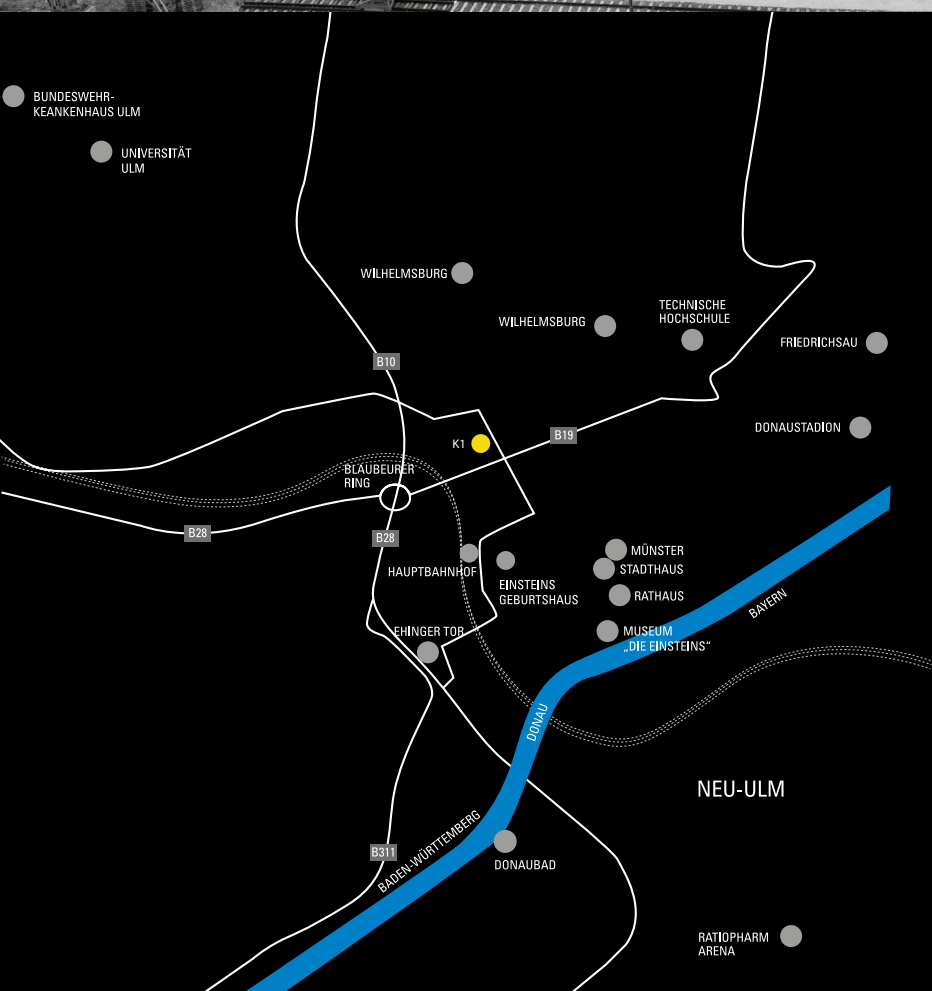 BUNDESWEHR-
KEANKENHAUS ULM
UNIVERSITÄT
ULM
WILHELMSBURG
WILHELMSBURG
TECHNISCHE
HOCHSCHULE
FRIEDRICHSAU
B10
DONAUSTADION
K1
B19
BLAUBEURER
RING
B28
B28
HAUPTBAHNHOF
EINSTEINS
GEBURTSHAUS
MÜNSTER
STADTHAUS
RATHAUS
BAYERN
EHINGER TOR
MUSEUM
„DIE EINSTEINS“
DONAU
NEU-ULM
BADEN-WÜRTTEMBERG
B311
DONAUBAD
RATIOPHARM
ARENA